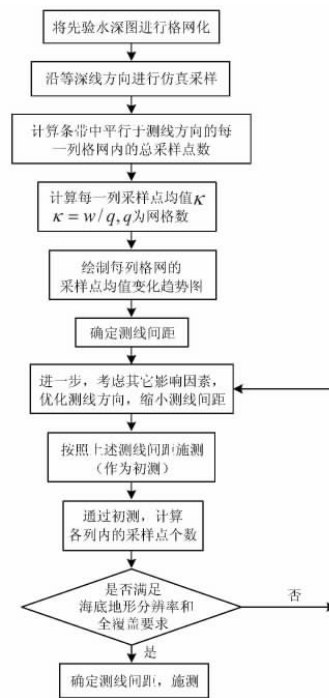 将先验水深图进行格网化
沿等深线方向进行仿真采样
计算条带中平行于测线方向的每
一列格网内的总采样点数
计算每一列采样点均值κ
κ = w / q, q为网格数
绘制每列格网的
采样点均值变化趋势图
确定测线间距
进一步，考虑其它影响因素，
优化测线方向，缩小测线间距
按照上述测线间距施测
（作为初测）
通过初测，计算
各列内的采样点个数
是否满足
海底地形分辨率和
全覆盖要求
否
是
确定测线间距，施测